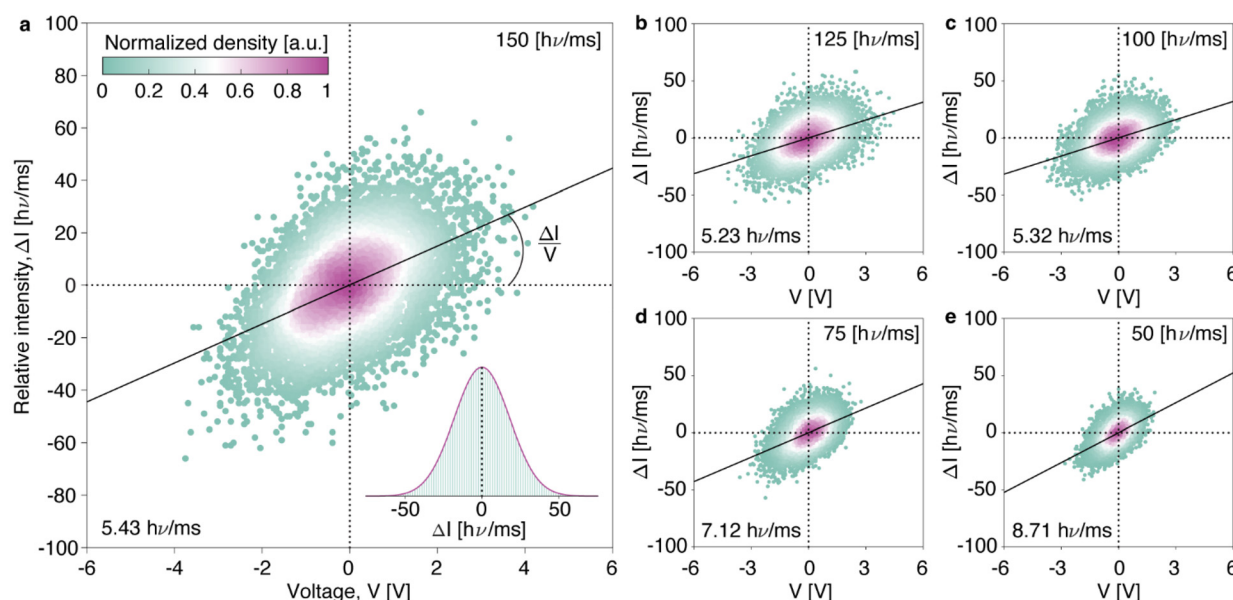 a
150 [hν/ms]
Normalized density [a.u.]
0 0.2 0.4 0.6 0.8 1
100
80
60
40
20
0
-20
-40
-60
-80
-100
Relative intensity, ΔI [hν/ms]
ΔI
V
-50 0 50
ΔI [hν/ms]
5.43 hν/ms
-6 -4 -2 0 2 4 6
Voltage, V [V]
b
125 [hν/ms]
100
50
0
-50
-100
ΔI [hν/ms]
5.23 hν/ms
-6 -3 0 3 6
V [V]
c
100 [hν/ms]
100
50
0
-50
-100
ΔI [hν/ms]
5.32 hν/ms
-6 -3 0 3 6
V [V]
d
75 [hν/ms]
100
50
0
-50
-100
ΔI [hν/ms]
7.12 hν/ms
-6 -3 0 3 6
V [V]
e
50 [hν/ms]
100
50
0
-50
-100
ΔI [hν/ms]
8.71 hν/ms
-6 -3 0 3 6
V [V]